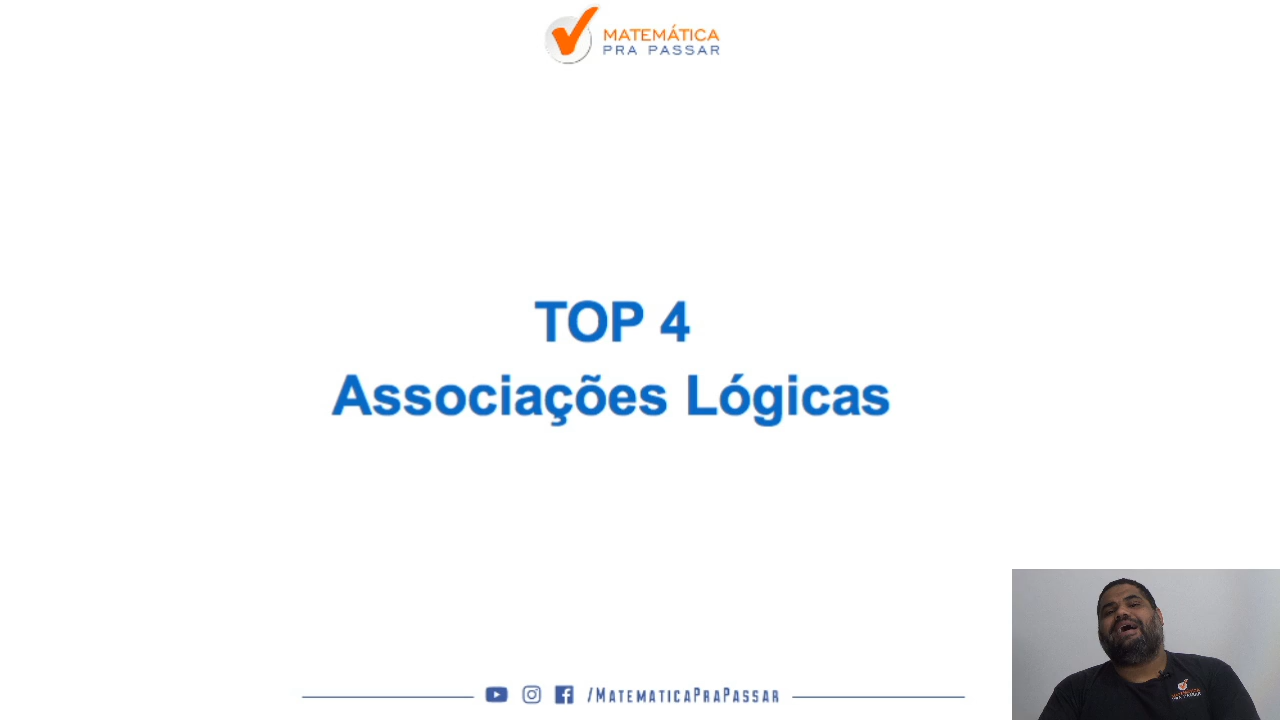 MATEMÁTICA
PRA PASSAR
TOP 4
Associações Lógicas
/MATEMATICAPRAPASSAR